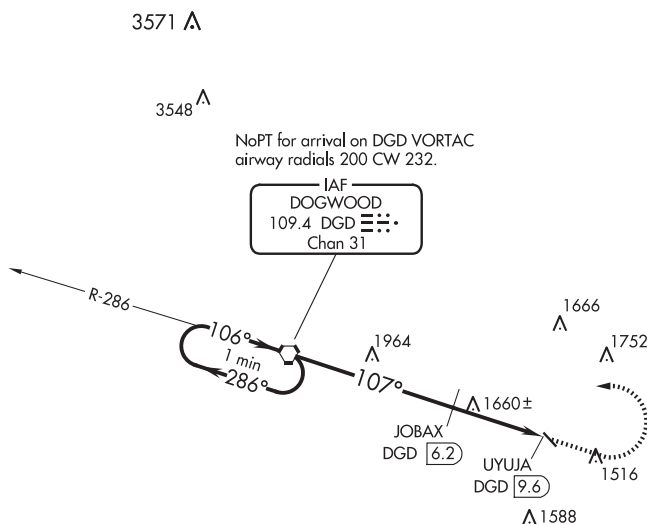 3571
3548
NoPT for arrival on DGD VORTAC
airway radials 200 CW 232.
IAF
DOGWOOD
109.4 DGD
Chan 31
R-286
106°
1 min
286°
1964
107°
1666
1752
1660±
JOBAX
DGD 6.2
UYUJA
DGD 9.6
1516
1588